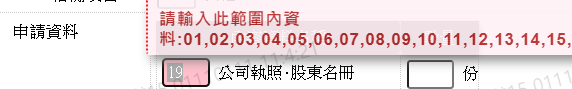 請輸入此範圍內資
料:01,02,03,04,05,06,07,08,09,10,11,12,13,14,15,
申請資料
19 公司執照·股東名冊 份